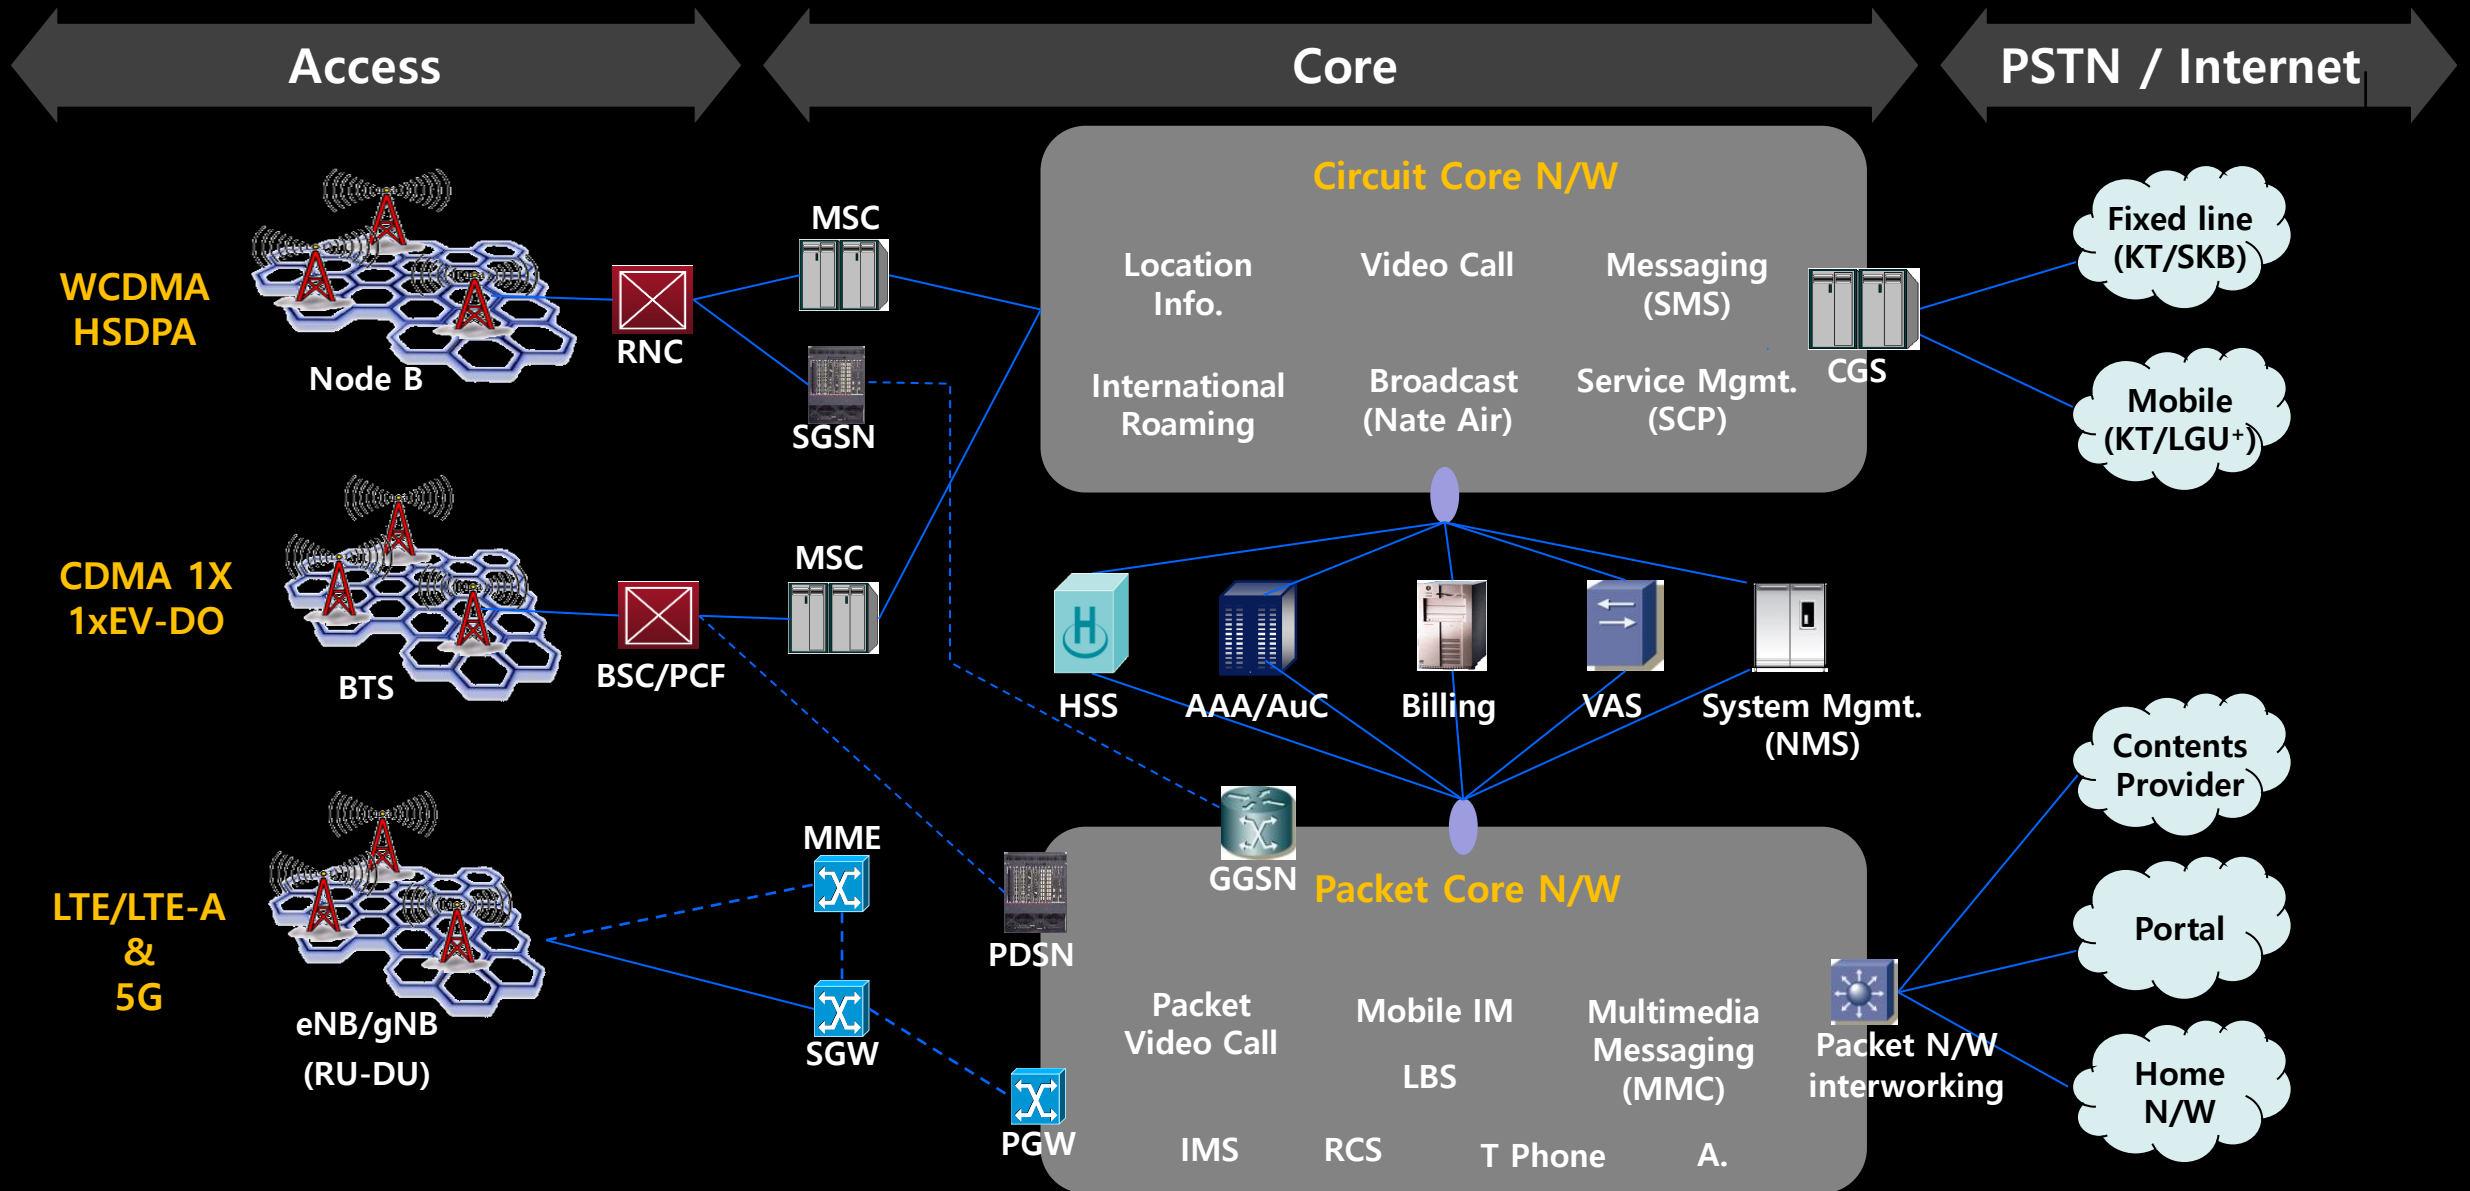 Access
Core
PSTN / Internet
WCDMA
HSDPA
Node B
RNC
MSC
SGSN
Circuit Core N/W
Location
Info.
Video Call
Messaging
(SMS)
International
Roaming
Broadcast
(Nate Air)
Service Mgmt.
(SCP)
CGS
Fixed line
(KT/SKB)
Mobile
(KT/LGU+)
CDMA 1X
1xEV-DO
BTS
BSC/PCF
MSC
HSS
AAA/AuC
Billing
VAS
System Mgmt.
(NMS)
LTE/LTE-A
&
5G
eNB/gNB
(RU-DU)
MME
SGW
PDSN
PGW
GGSN
Packet Core N/W
Packet
Video Call
Mobile IM
LBS
Multimedia
Messaging
(MMC)
IMS
RCS
T Phone
A.
Packet N/W
interworking
Contents
Provider
Portal
Home
N/W